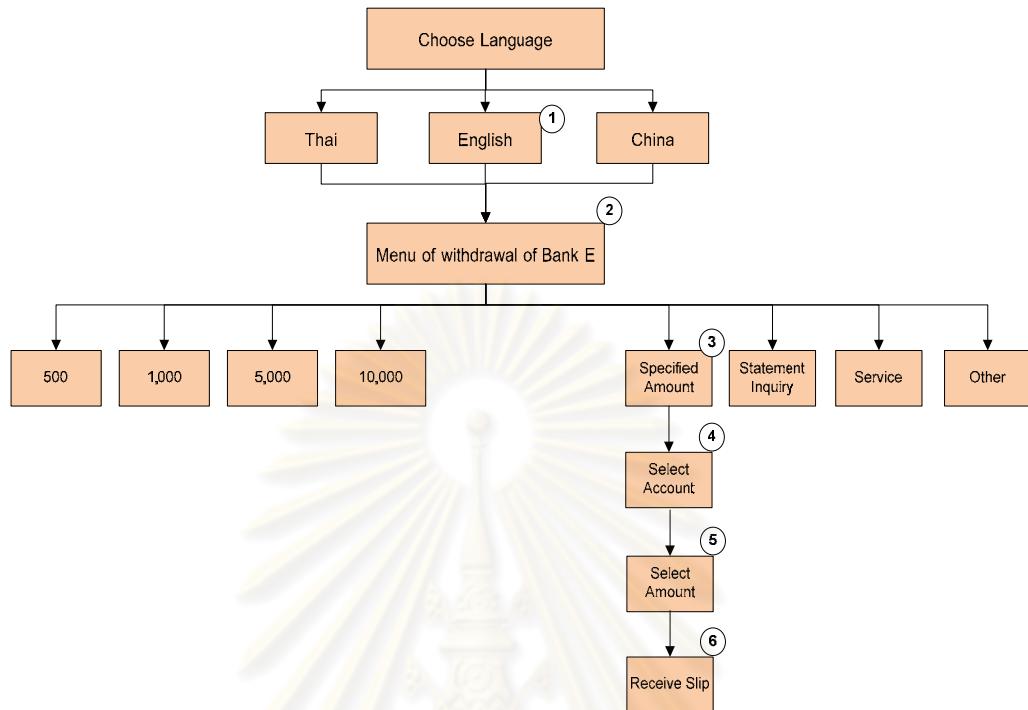 Choose Language
1
Thai
English
China
2
Menu of withdrawal of Bank E
3
500
1,000
5,000
10,000
Specified
Amount
Statement
Inquiry
Service
Other
4
Select
Account
5
Select
Amount
6
Receive Slip